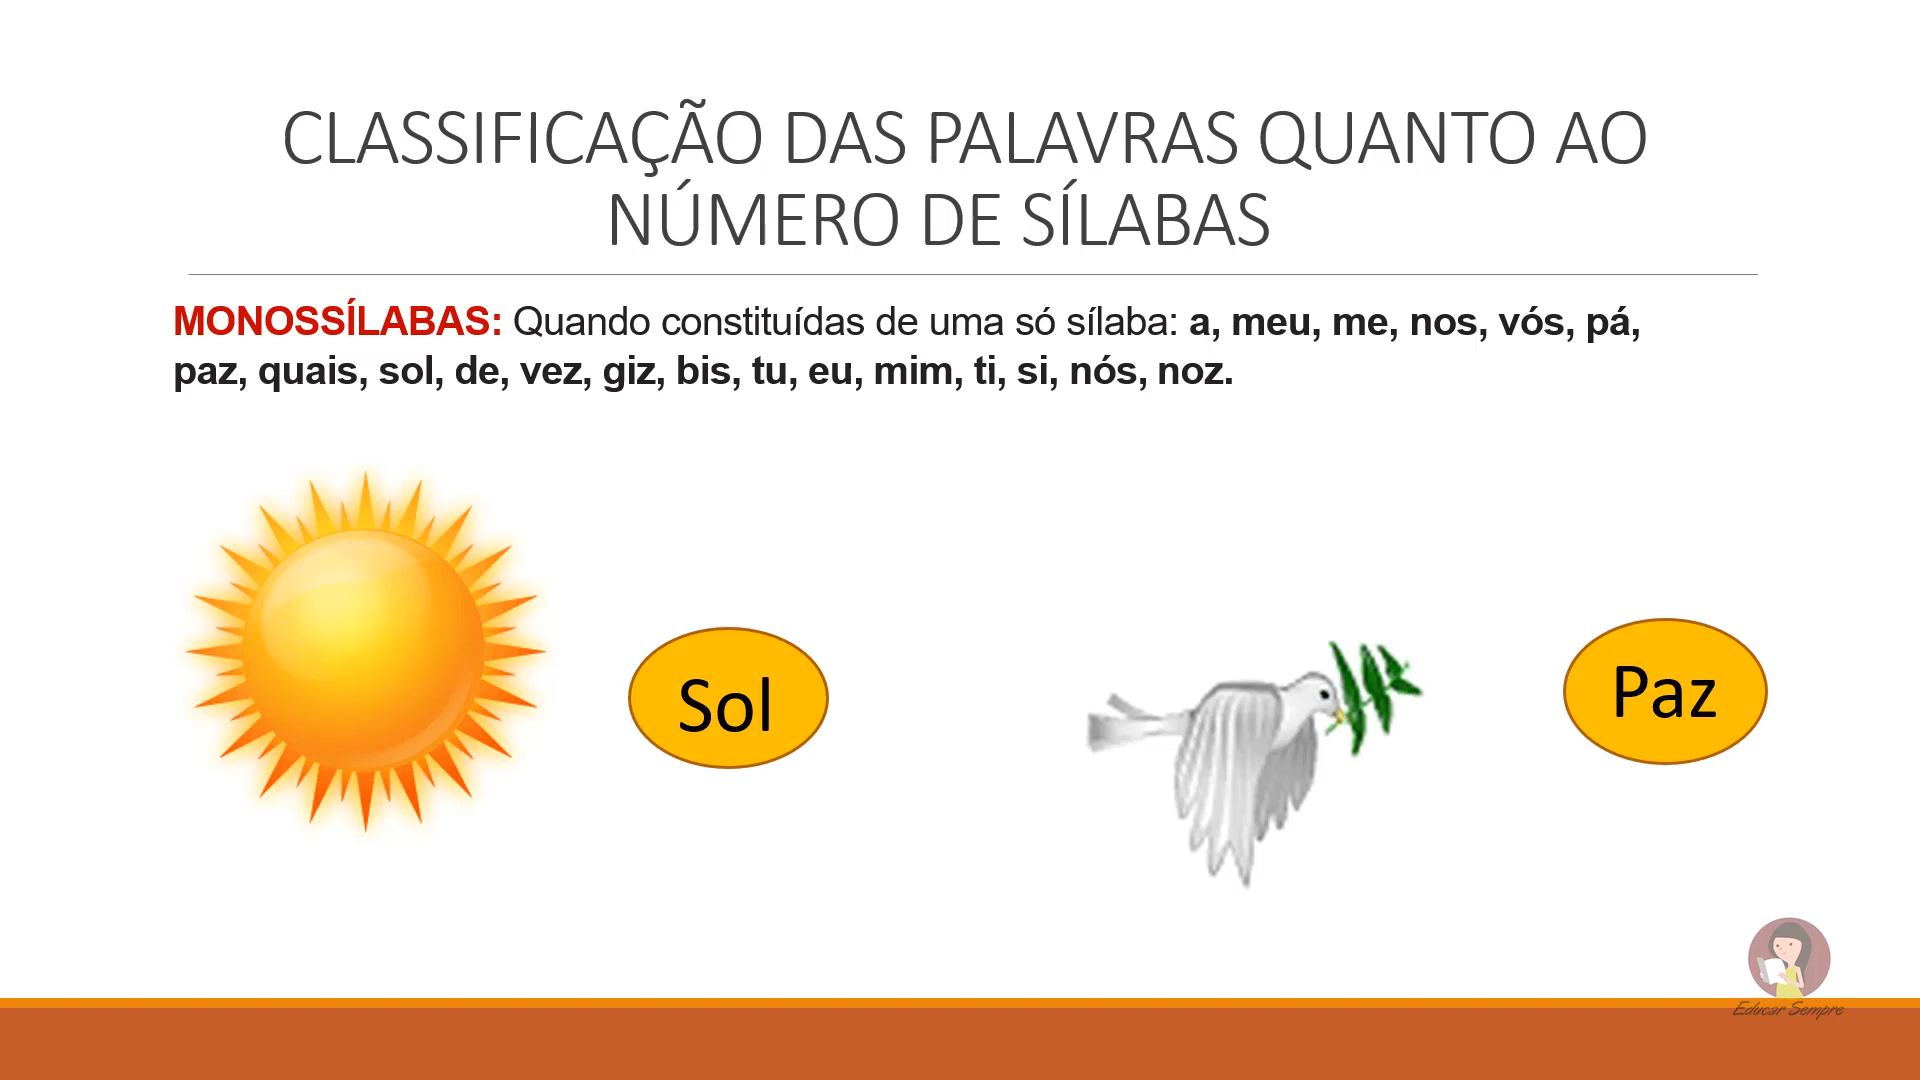 CLASSIFICAÇÃO DAS PALAVRAS QUANTO AO
NÚMERO DE SÍLABAS
MONOSSÍLABAS: Quando constituídas de uma só sílaba: a, meu, me, nos, vós, pá,
paz, quais, sol, de, vez, giz, bis, tu, eu, mim, ti, si, nós, noz.
Sol
Paz
Educar Sempre